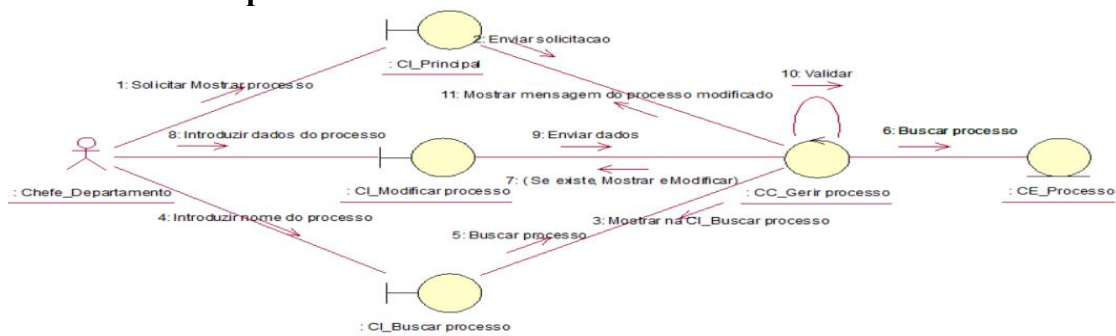 2: Enviar solicitacao
: CI_Principal
10: Validar
1: Solicitar Mostrar processo
11: Mostrar mensagem do processo modificado
8: Introduzir dados do processo
9: Enviar dados
6: Buscar processo
: Chefe_Departamento
: CI_Modificar processo
7: (Se existe, Mostrar e Modificar)
: CC_Gerir processo
: CE_Processo
4: Introduzir nome do processo
3: Mostrar na CI_Buscar processo
5: Buscar processo
: CI_Buscar processo